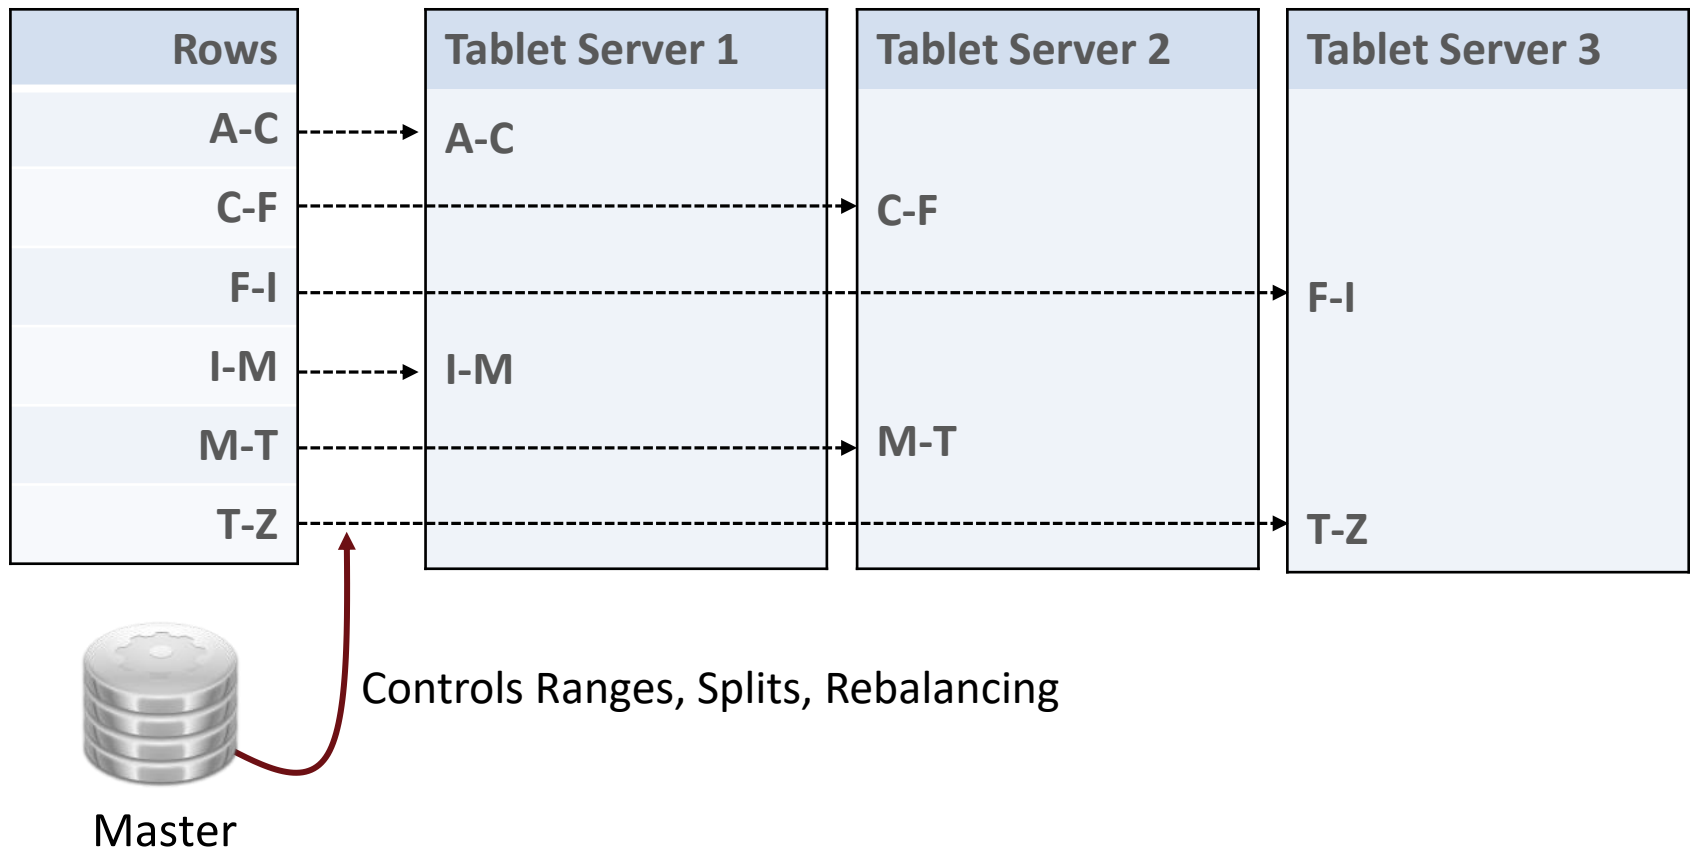 Rows
A-C
C-F
F-I
I-M
M-T
T-Z
Tablet Server 1
A-C
I-M
Tablet Server 2
C-F
M-T
Tablet Server 3
F-I
T-Z
Controls Ranges, Splits, Rebalancing
Master